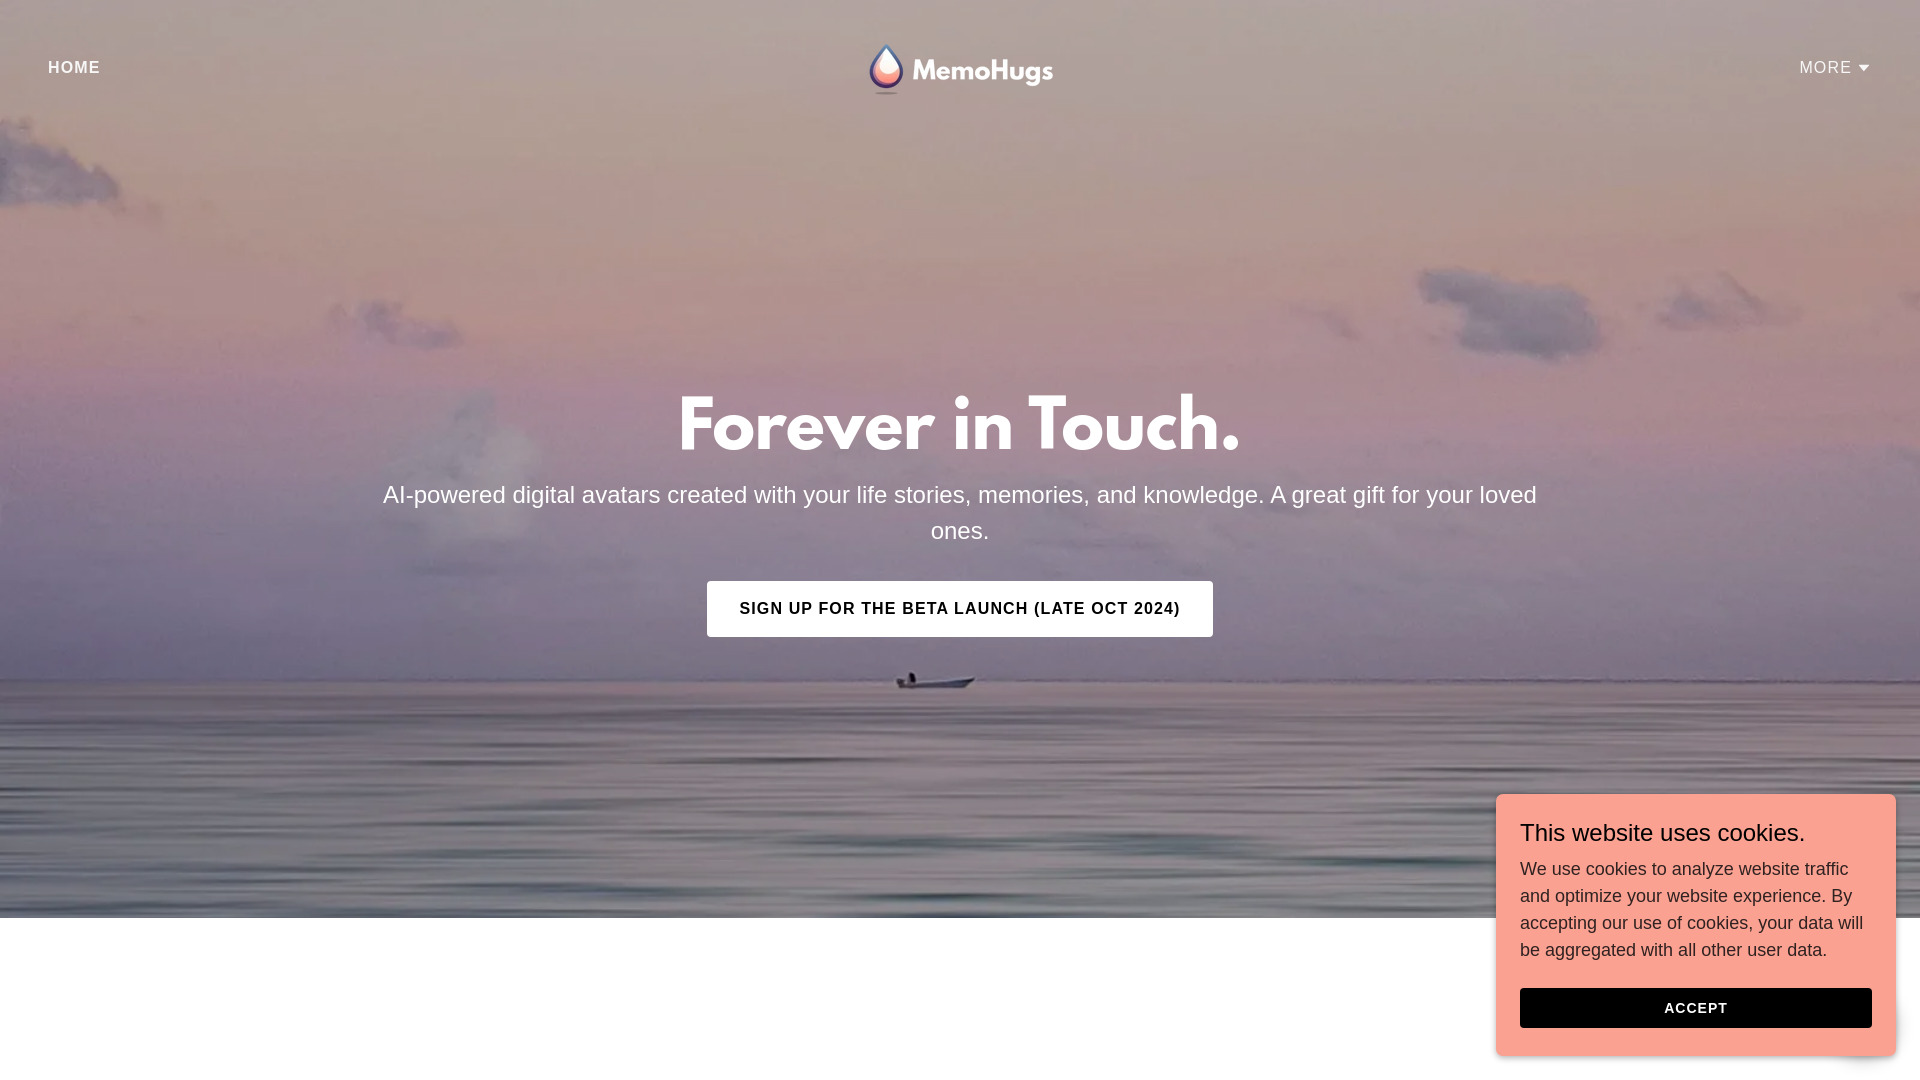 HOME
MemoHugs
MORE
Forever in Touch.
AI-powered digital avatars created with your life stories, memories, and knowledge. A great gift for your loved
ones.
SIGN UP FOR THE BETA LAUNCH (LATE OCT 2024)
This website uses cookies.
We use cookies to analyze website traffic
and optimize your website experience. By
accepting our use of cookies, your data will
be aggregated with all other user data.
ACCEPT